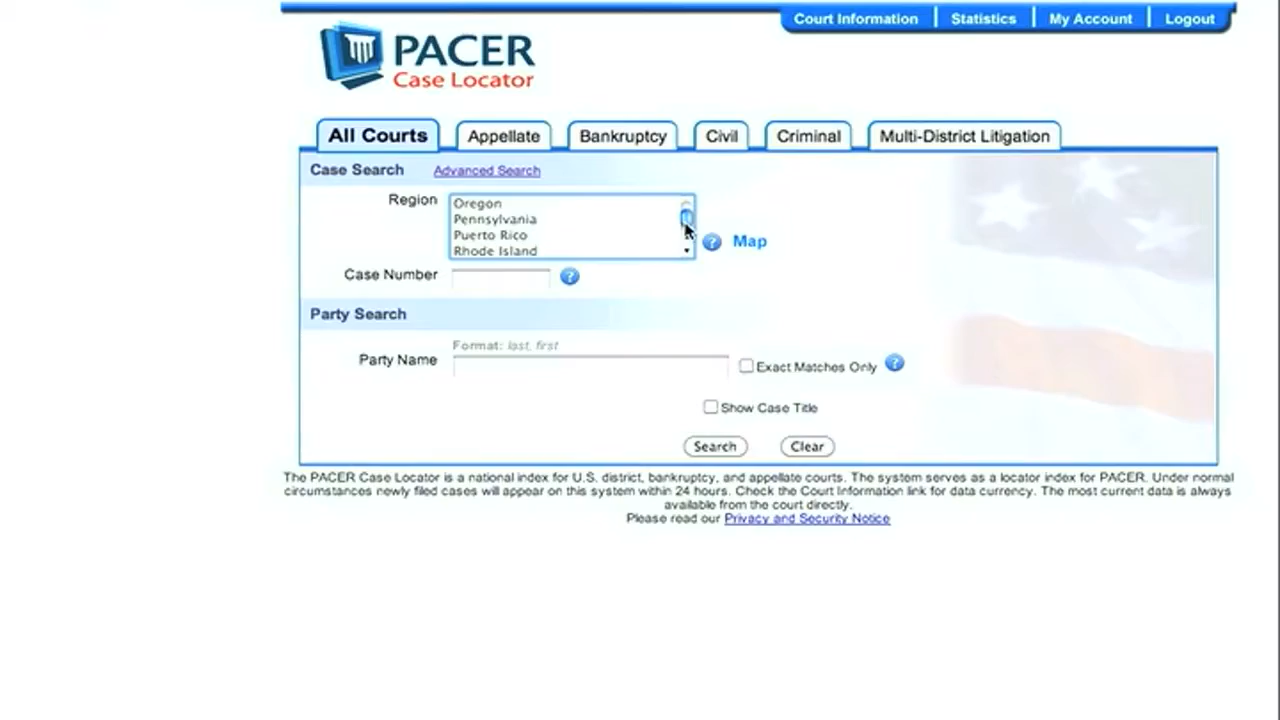 Court Information Statistics My Account Logout
PACER
Case Locator
All Courts Appellate Bankruptcy Civil Criminal Multi-District Litigation
Case Search Advanced Search
Region
Oregon
Pennsylvania
Puerto Rico
Rhode Island
? Map
Case Number ?
Party Search
Format: last, first
Party Name Exact Matches Only ?
Show Case Title
Search Clear
The PACER Case Locator is a national index for U.S. district, bankruptcy, and appellate courts. The system serves as a locator index for PACER. Under normal
circumstances newly filed cases will appear on this system within 24 hours. Check the Court Information link for data currency. The most current data is always
available from the court directly.
Please read our Privacy and Security Notice